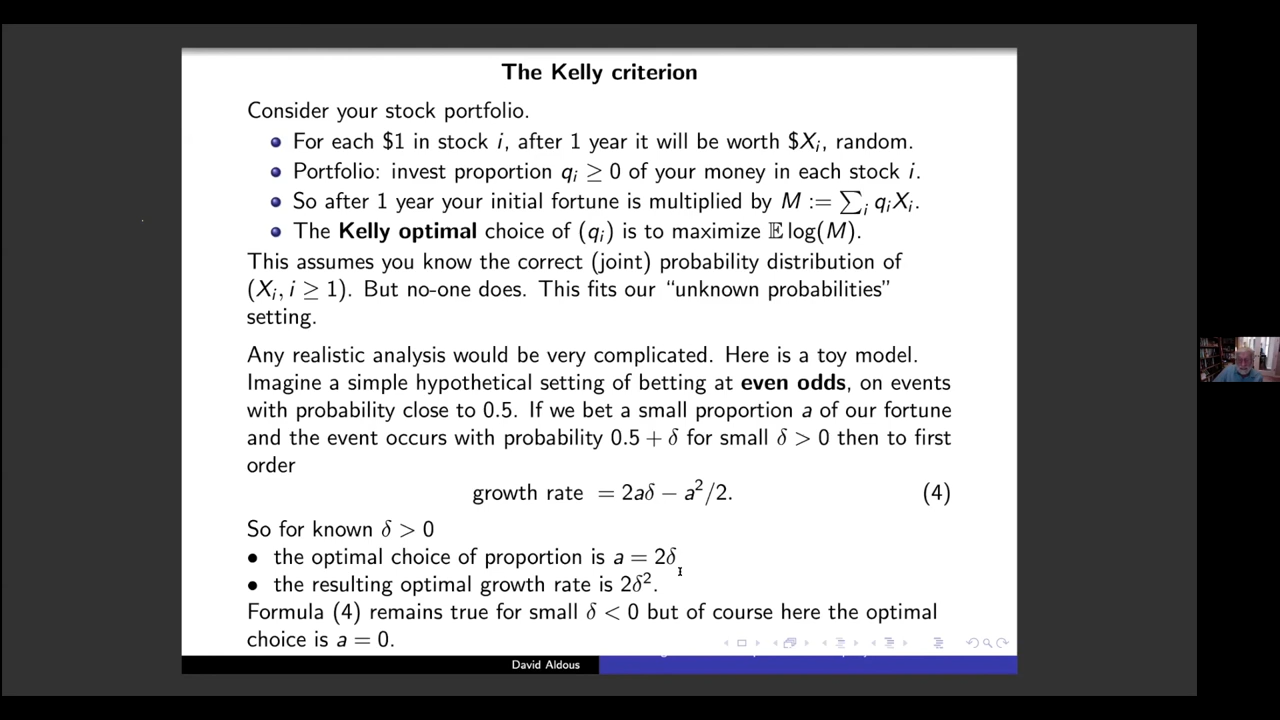 The Kelly criterion
Consider your stock portfolio.
• For each $1 in stock i, after 1 year it will be worth $Xᵢ, random.
• Portfolio: invest proportion qᵢ ≥ 0 of your money in each stock i.
• So after 1 year your initial fortune is multiplied by M := ∑ᵢ qᵢXᵢ.
• The Kelly optimal choice of (qᵢ) is to maximize 𝔼 log(M).
This assumes you know the correct (joint) probability distribution of
(Xᵢ, i ≥ 1). But no-one does. This fits our “unknown probabilities”
setting.
Any realistic analysis would be very complicated. Here is a toy model.
Imagine a simple hypothetical setting of betting at even odds, on events
with probability close to 0.5. If we bet a small proportion a of our fortune
and the event occurs with probability 0.5 + δ for small δ > 0 then to first
order
growth rate = 2aδ − a²/2. (4)
So for known δ > 0
• the optimal choice of proportion is a = 2δ
• the resulting optimal growth rate is 2δ².
Formula (4) remains true for small δ < 0 but of course here the optimal
choice is a = 0.
David Aldous